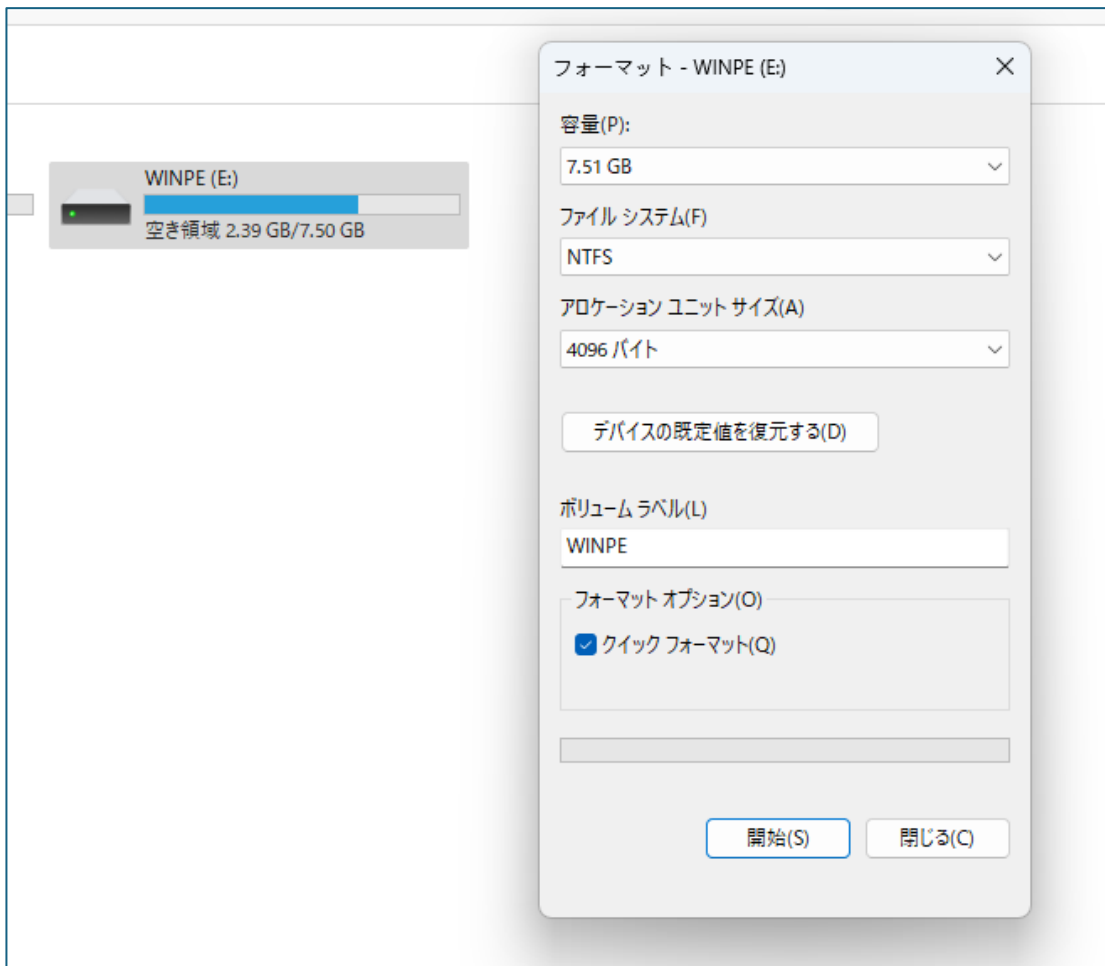 WINPE (E:)
空き領域 2.39 GB/7.50 GB
フォーマット - WINPE (E:)
容量(P):
7.51 GB
ファイル システム(F)
NTFS
アロケーション ユニット サイズ(A)
4096 バイト
デバイスの既定値を復元する(D)
ボリューム ラベル(L)
WINPE
フォーマット オプション(O)
クイック フォーマット(Q)
開始(S)
閉じる(C)